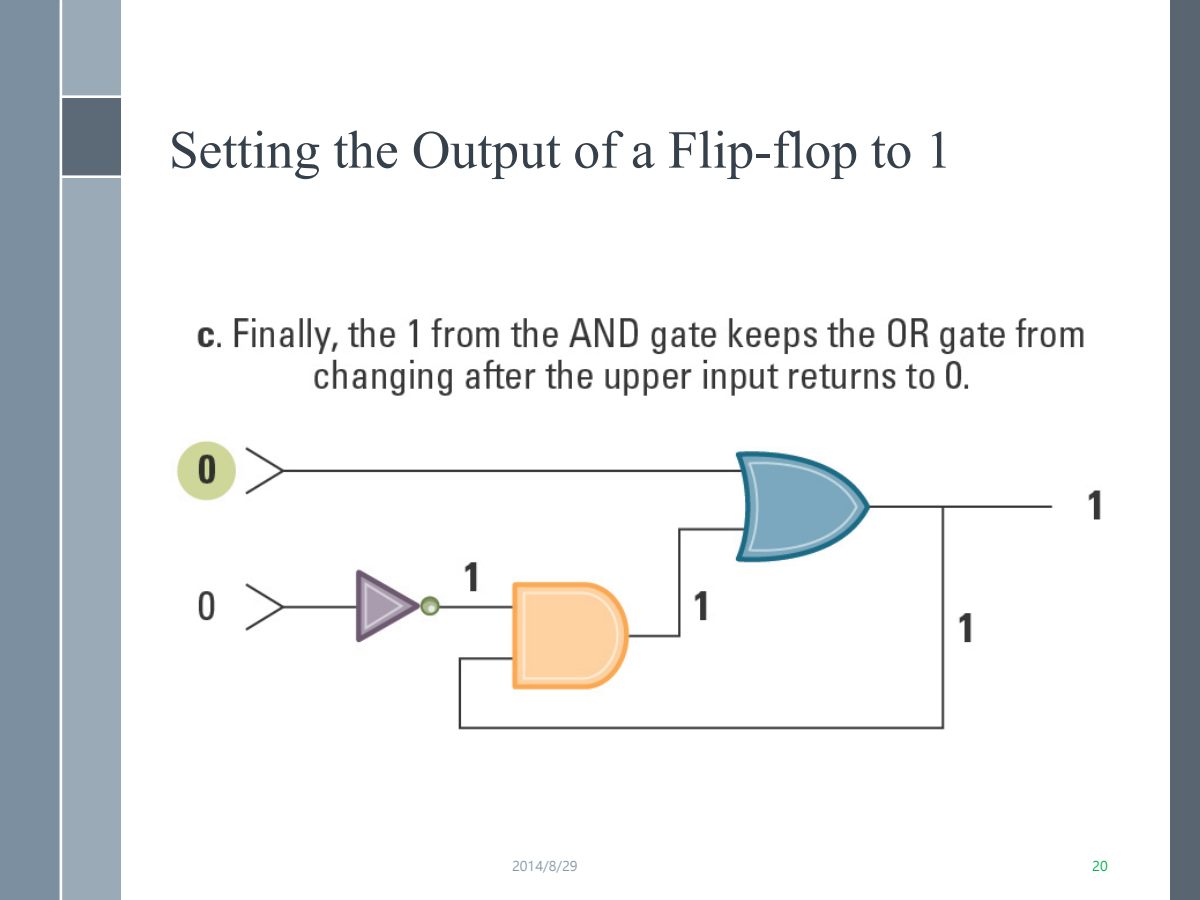 Setting the Output of a Flip-flop to 1
c. Finally, the 1 from the AND gate keeps the OR gate from
changing after the upper input returns to 0.
0
1
1
0
1
1
2014/8/29
20